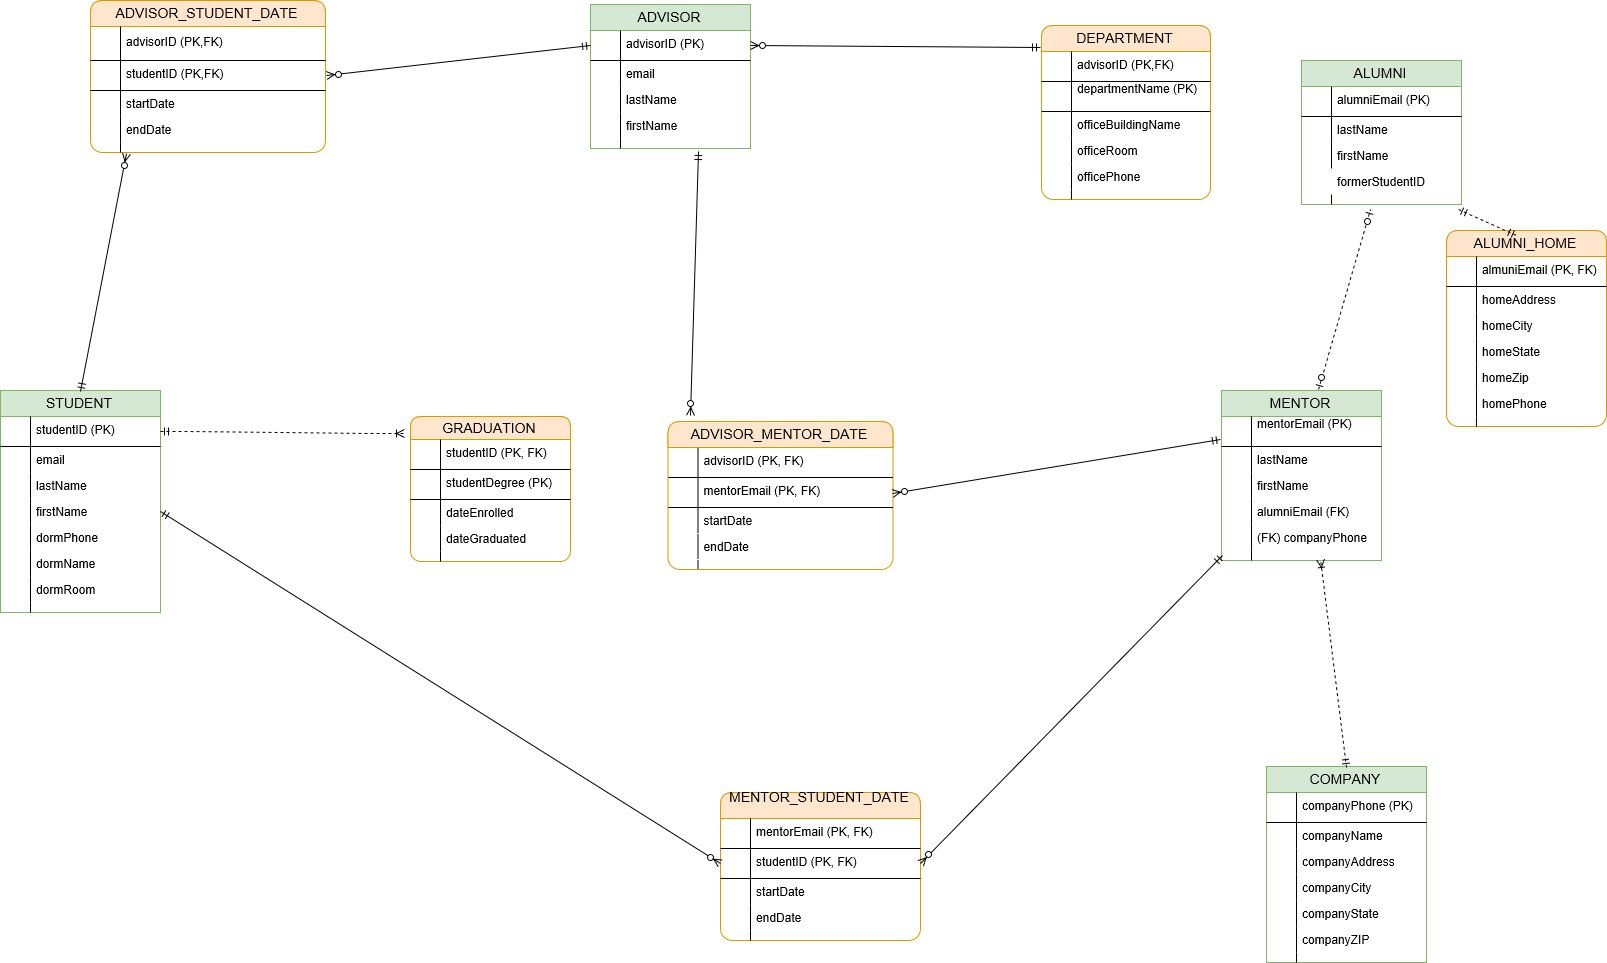 ADVISOR_STUDENT_DATE
advisorID (PK,FK)
studentID (PK,FK)
startDate
endDate
ADVISOR
advisorID (PK)
email
lastName
firstName
DEPARTMENT
advisorID (PK,FK)
departmentName (PK)
officeBuildingName
officeRoom
officePhone
ALUMNI
alumniEmail (PK)
lastName
firstName
formerStudentID
ALUMNI_HOME
almuniEmail (PK, FK)
homeAddress
homeCity
homeState
homeZip
homePhone
STUDENT
studentID (PK)
email
lastName
firstName
dormPhone
dormName
dormRoom
GRADUATION
studentID (PK, FK)
studentDegree (PK)
dateEnrolled
dateGraduated
ADVISOR_MENTOR_DATE
advisorID (PK, FK)
mentorEmail (PK, FK)
startDate
endDate
MENTOR
mentorEmail (PK)
lastName
firstName
alumniEmail (FK)
(FK) companyPhone
MENTOR_STUDENT_DATE
mentorEmail (PK, FK)
studentID (PK, FK)
startDate
endDate
COMPANY
companyPhone (PK)
companyName
companyAddress
companyCity
companyState
companyZIP